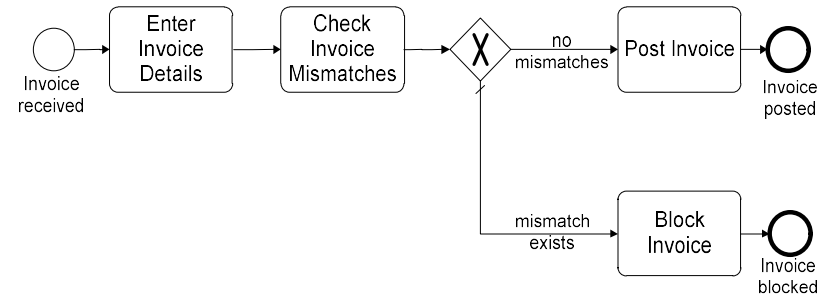 Enter
Invoice
Details
Check
Invoice
Mismatches
X
no
mismatches
Post Invoice
Invoice
received
Invoice
posted
mismatch
exists
Block
Invoice
Invoice
blocked